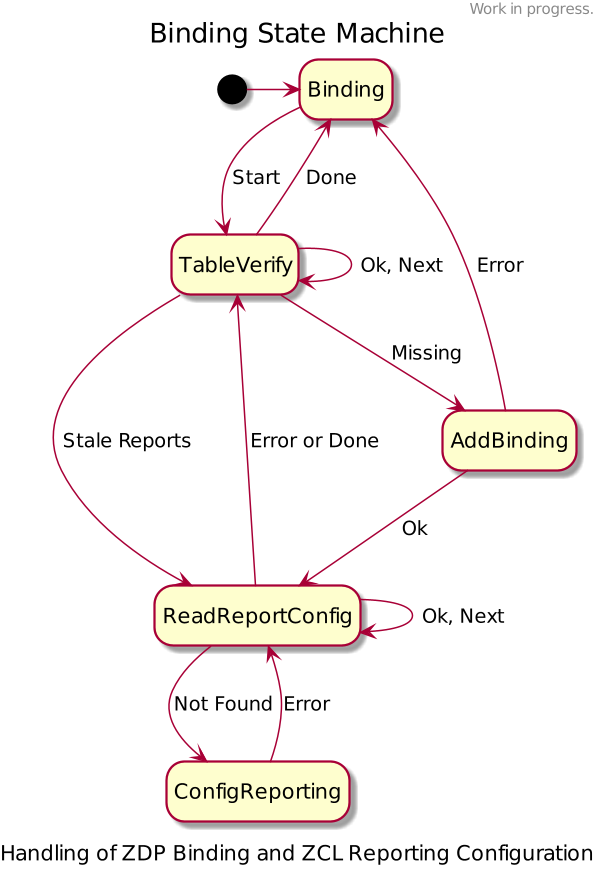 Work in progress.
Binding State Machine
Binding
Start
Done
TableVerify
Ok, Next
Error
Missing
Stale Reports
Error or Done
AddBinding
Ok
ReadReportConfig
Ok, Next
Not Found
Error
ConfigReporting
Handling of ZDP Binding and ZCL Reporting Configuration